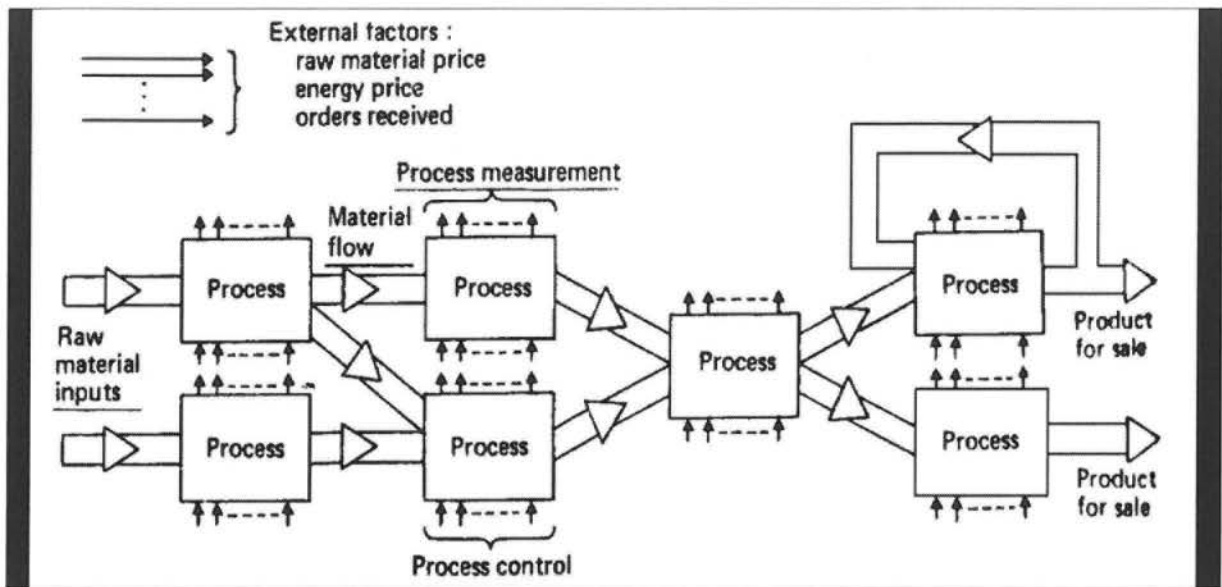 External factors :
raw material price
energy price
orders received
Process measurement
Material
flow
Process
Process
Process
Process
Raw
material
inputs
Product
for sale
Process
Process
Process
Product
for sale
Process control